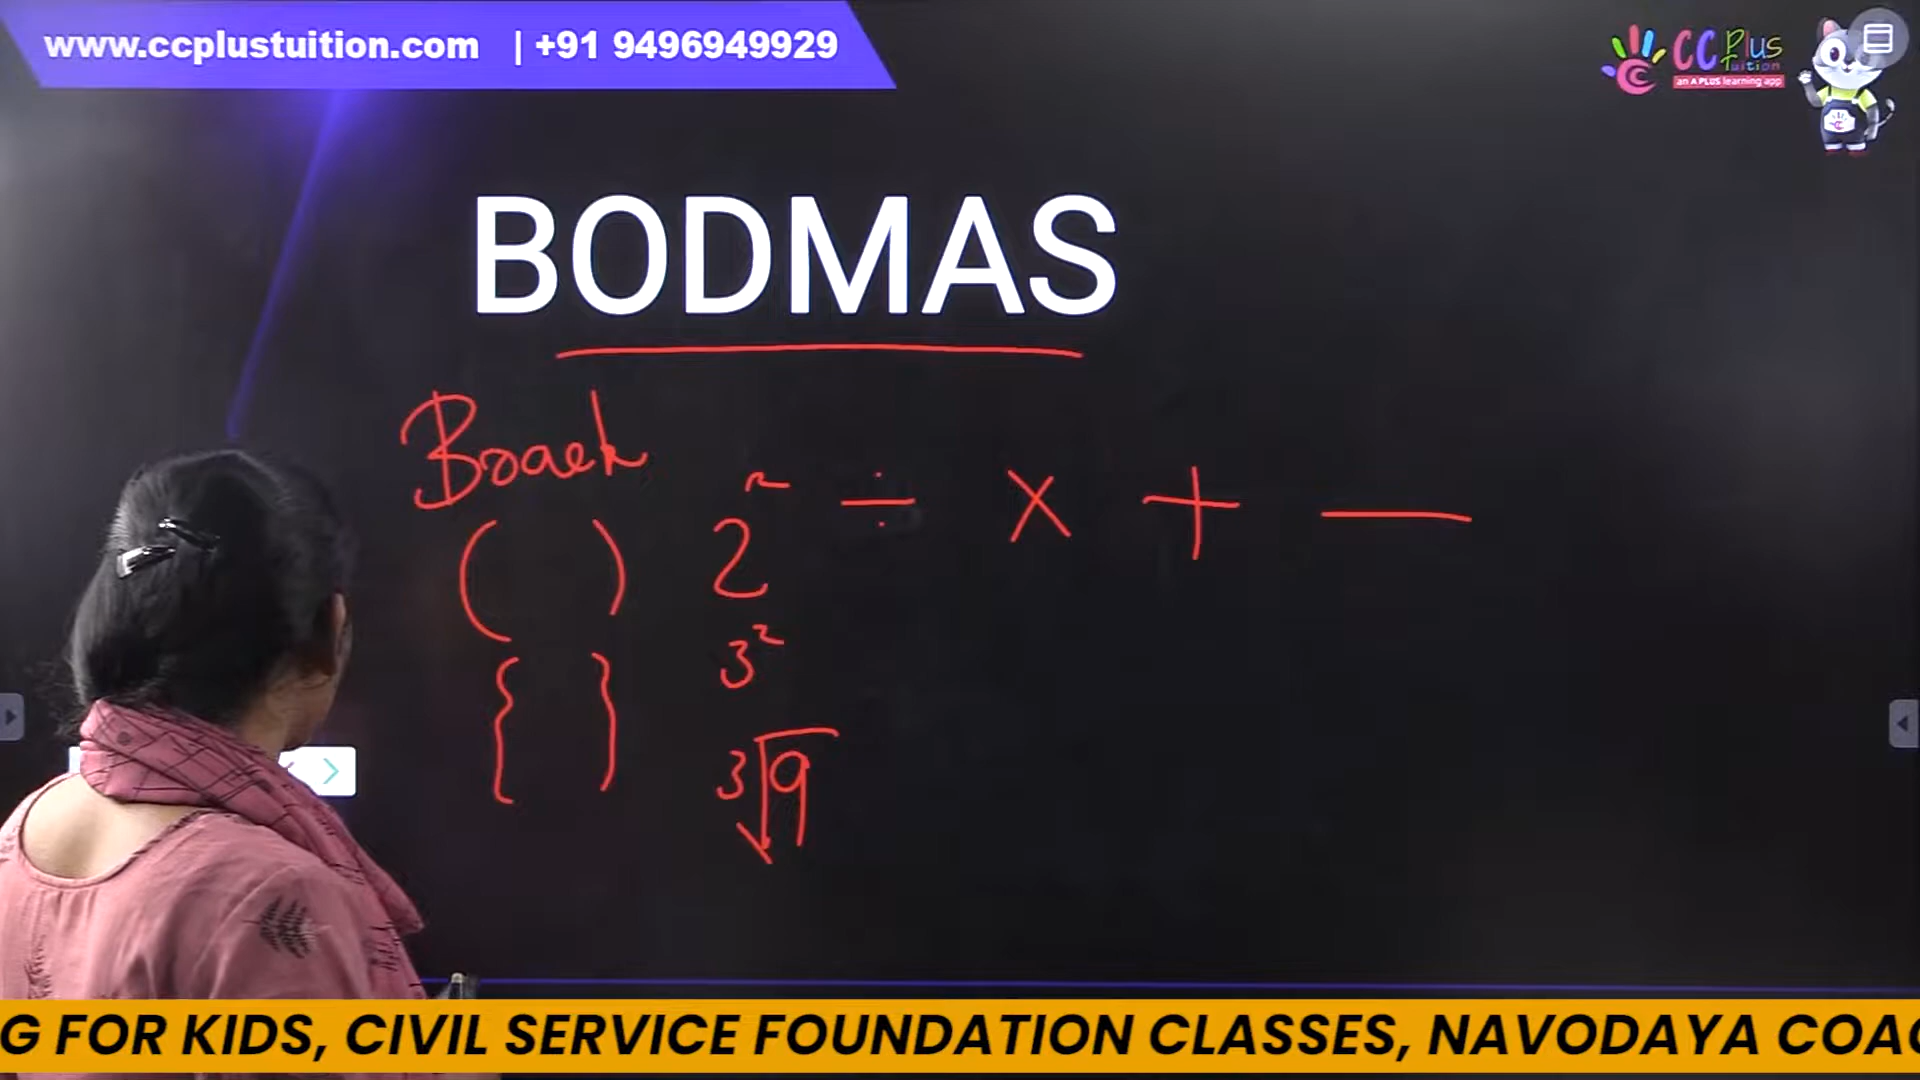 www.ccplustuition.com | +91 9496949929
CC Plus
Tuition
an A PLUS learning app
BODMAS
Brack
( ) 2² ÷ × + −
{ } 3²
³√9
G FOR KIDS, CIVIL SERVICE FOUNDATION CLASSES, NAVODAYA COAC